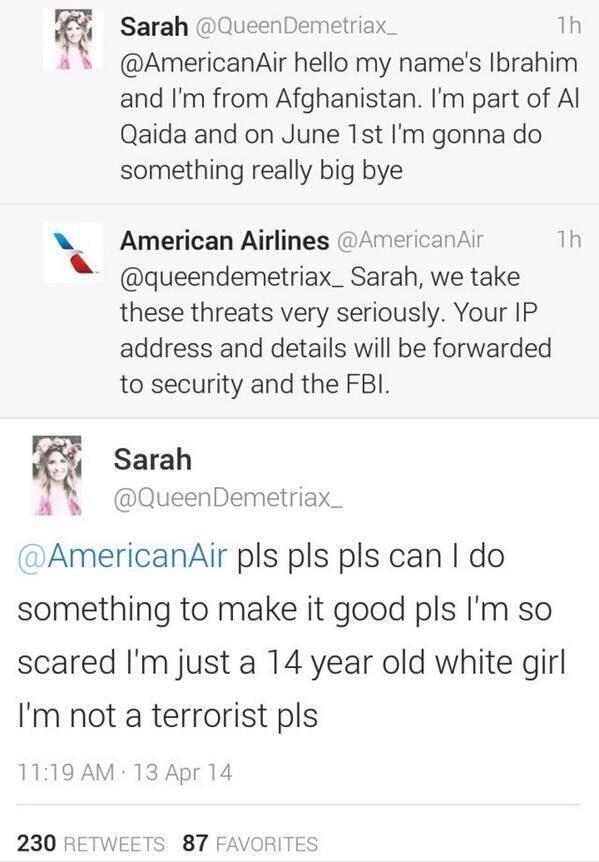 Sarah @QueenDemetriax_ 1h
@AmericanAir hello my name's Ibrahim
and I'm from Afghanistan. I'm part of Al
Qaida and on June 1st I'm gonna do
something really big bye
American Airlines @AmericanAir 1h
@queendemetriax_ Sarah, we take
these threats very seriously. Your IP
address and details will be forwarded
to security and the FBI.
Sarah
@QueenDemetriax_
@AmericanAir pls pls pls can I do
something to make it good pls I'm so
scared I'm just a 14 year old white girl
I'm not a terrorist pls
11:19 AM · 13 Apr 14
230 RETWEETS 87 FAVORITES